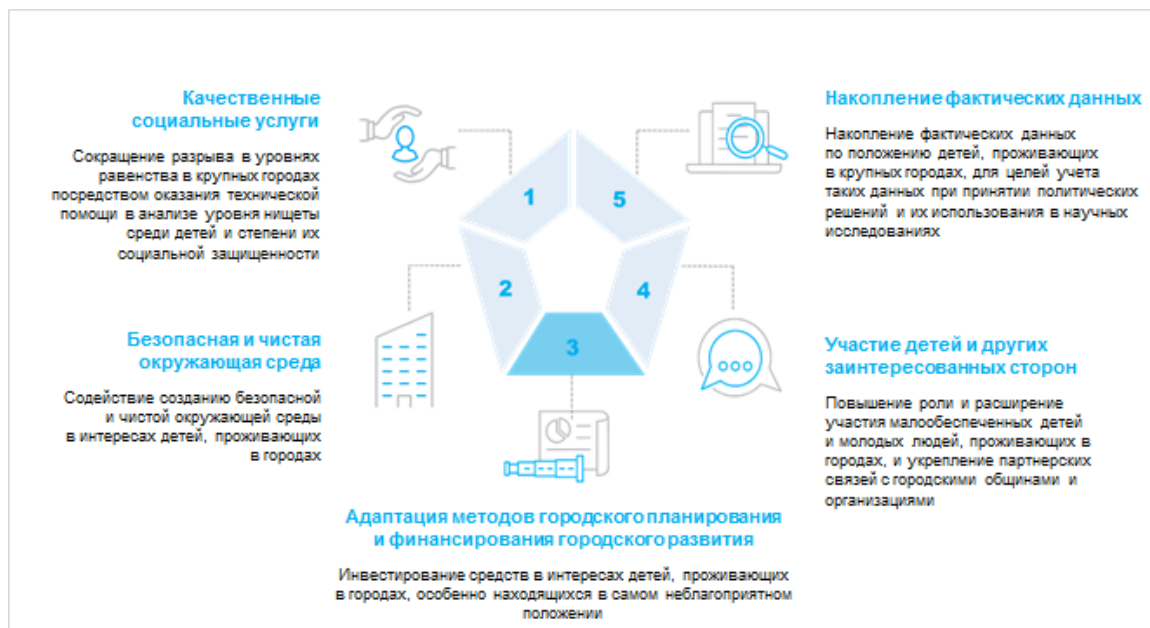 Качественные
социальные услуги
Сокращение разрыва в уровнях
равенства в крупных городах
посредством оказания технической
помощи в анализе уровня нищеты
среди детей и степени их
социальной защищенности
1
5
2
4
3
Накопление фактических данных
Накопление фактических данных
по положению детей, проживающих
в крупных городах, для целей учета
таких данных при принятии политических
решений и их использования в научных
исследованиях
Безопасная и чистая
окружающая среда
Содействие созданию безопасной
и чистой окружающей среды
в интересах детей, проживающих
в городах
Участие детей и других
заинтересованных сторон
Повышение роли и расширение
участия малообеспеченных детей
и молодых людей, проживающих в
городах, и укрепление партнерских
связей с городскими общинами и
организациями
Адаптация методов городского планирования
и финансирования городского развития
Инвестирование средств в интересах детей, проживающих
в городах, особенно находящихся в самом неблагоприятном
положении